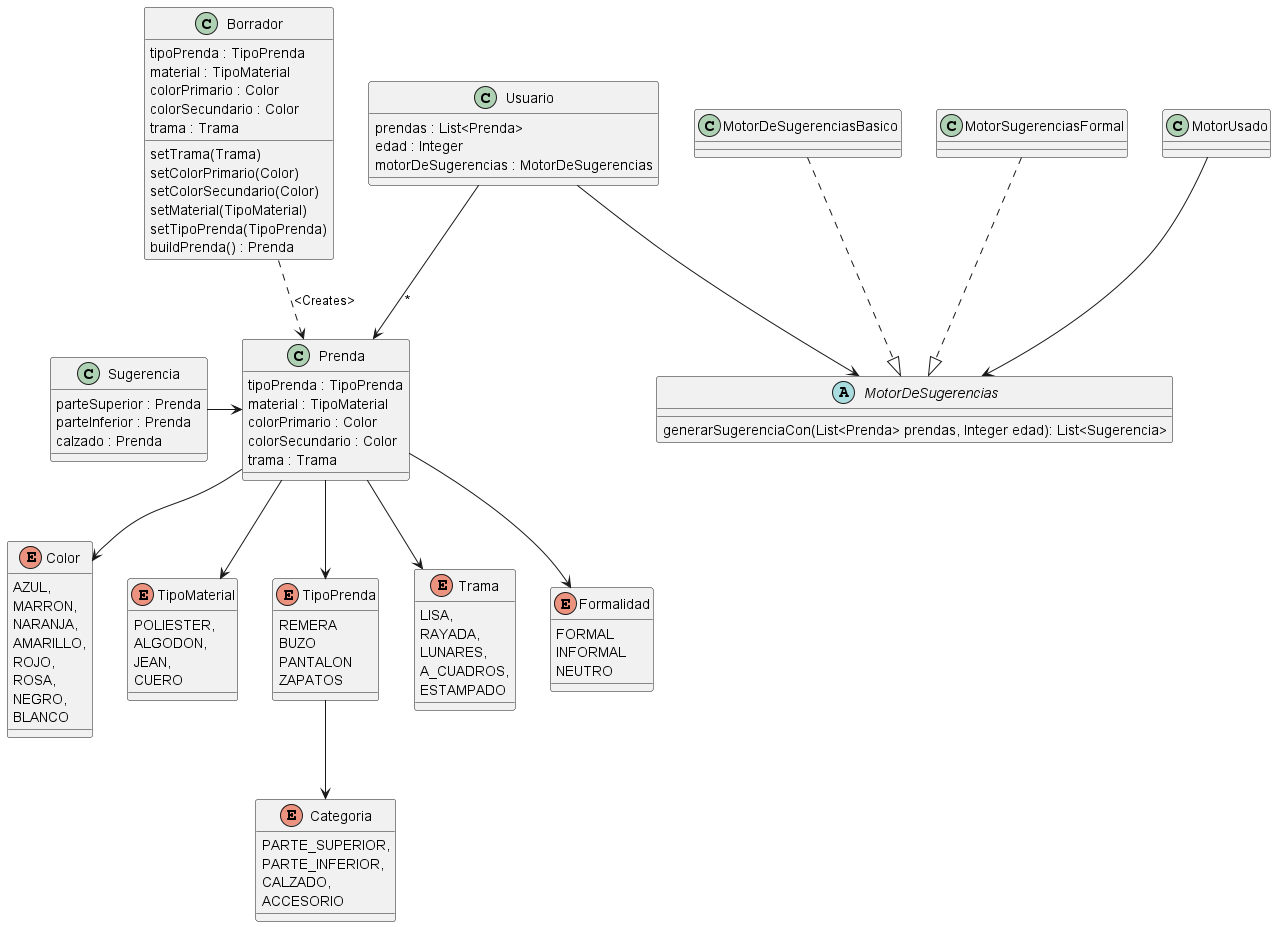 C Borrador
tipoPrenda : TipoPrenda
material : TipoMaterial
colorPrimario : Color
colorSecundario : Color
trama : Trama
setTrama(Trama)
setColorPrimario(Color)
setColorSecundario(Color)
setMaterial(TipoMaterial)
setTipoPrenda(TipoPrenda)
buildPrenda() : Prenda
C Usuario
prendas : List<Prenda>
edad : Integer
motorDeSugerencias : MotorDeSugerencias
C MotorDeSugerenciasBasico
C MotorSugerenciasFormal
C MotorUsado
<Creates>
*
C Sugerencia
parteSuperior : Prenda
parteInferior : Prenda
calzado : Prenda
C Prenda
tipoPrenda : TipoPrenda
material : TipoMaterial
colorPrimario : Color
colorSecundario : Color
trama : Trama
A MotorDeSugerencias
generarSugerenciaCon(List<Prenda> prendas, Integer edad): List<Sugerencia>
E Color
AZUL,
MARRON,
NARANJA,
AMARILLO,
ROJO,
ROSA,
NEGRO,
BLANCO
E TipoMaterial
POLIESTER,
ALGODON,
JEAN,
CUERO
E TipoPrenda
REMERA
BUZO
PANTALON
ZAPATOS
E Trama
LISA,
RAYADA,
LUNARES,
A_CUADROS,
ESTAMPADO
E Formalidad
FORMAL
INFORMAL
NEUTRO
E Categoria
PARTE_SUPERIOR,
PARTE_INFERIOR,
CALZADO,
ACCESORIO